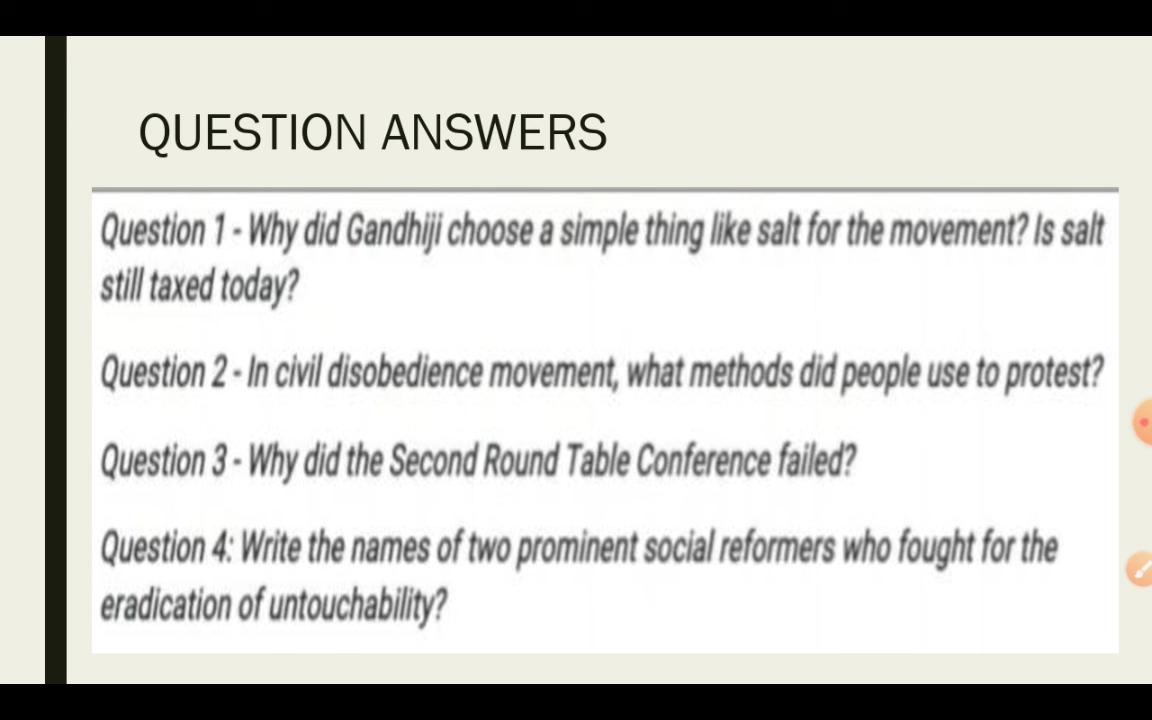 QUESTION ANSWERS
Question 1 - Why did Gandhiji choose a simple thing like salt for the movement? Is salt
still taxed today?
Question 2 - In civil disobedience movement, what methods did people use to protest?
Question 3 - Why did the Second Round Table Conference failed?
Question 4: Write the names of two prominent social reformers who fought for the
eradication of untouchability?